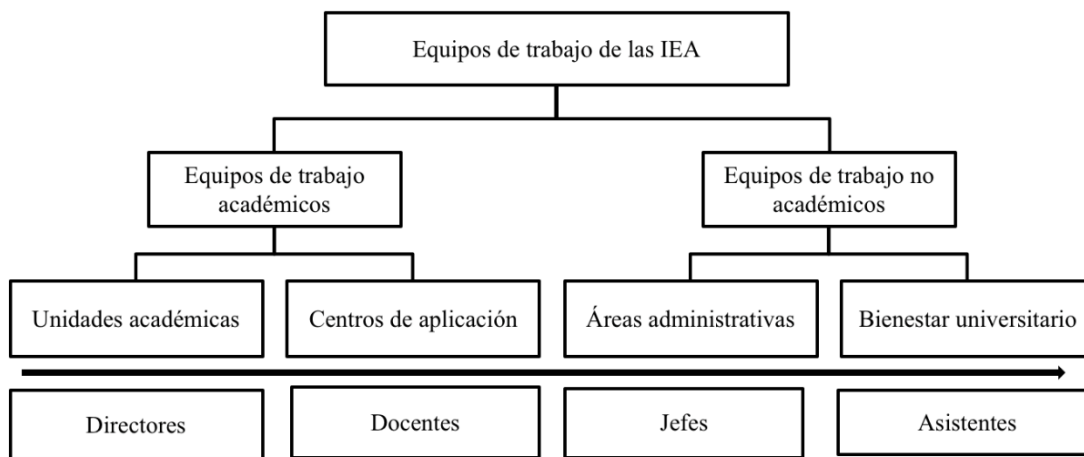 Equipos de trabajo de las IEA
Equipos de trabajo
académicos
Equipos de trabajo no
académicos
Unidades académicas
Centros de aplicación
Áreas administrativas
Bienestar universitario
Directores
Docentes
Jefes
Asistentes